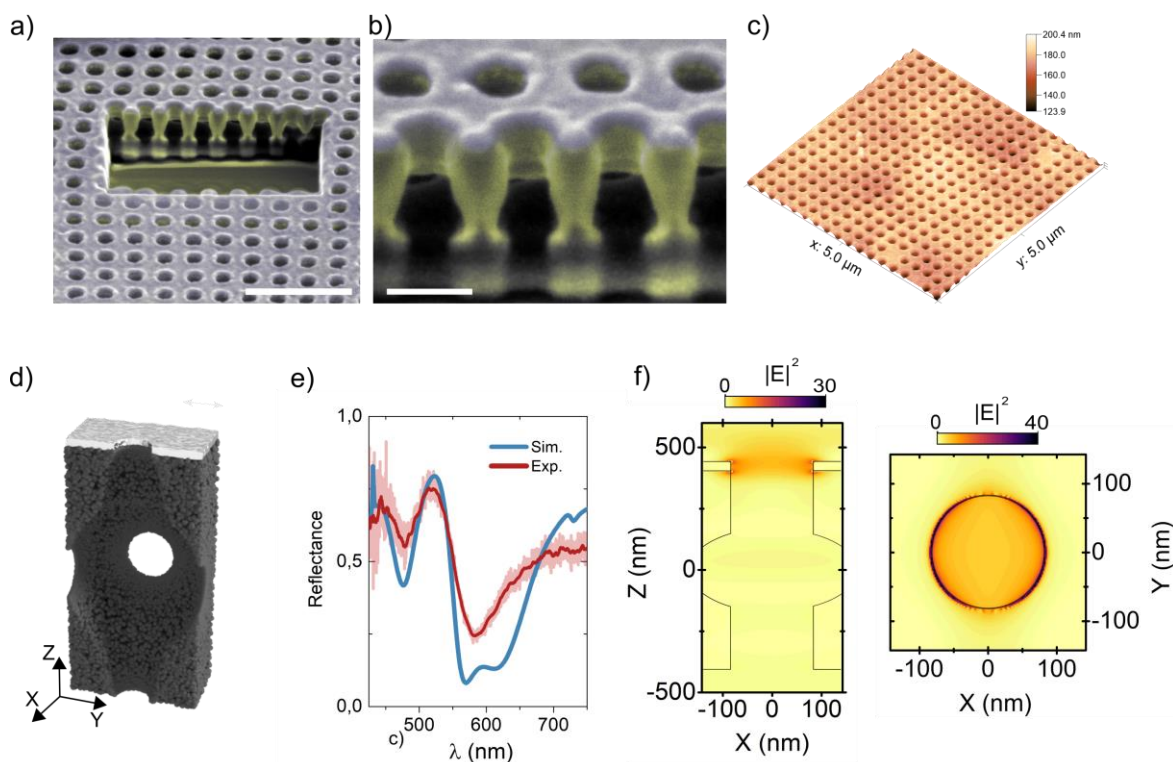 a)
b)
c)
200.4 nm
180.0
160.0
140.0
123.9
x: 5.0 µm
y: 5.0 µm
d)
Z
X
Y
e)
1,0
0,5
0,0
Reflectance
Sim.
Exp.
500
600
700
c)
λ (nm)
f)
|E|²
0
30
500
0
-500
Z (nm)
-100
0
100
X (nm)
|E|²
0
40
100
0
-100
Y (nm)
-100
0
100
X (nm)